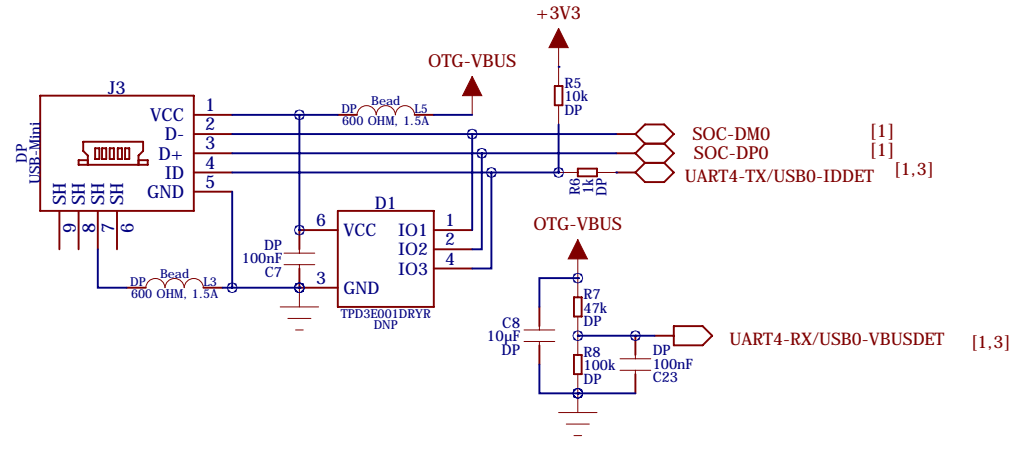 +3V3
OTG-VBUS
J3
R5
10k
DP
DP Bead L5
600 OHM, 1.5A
VCC 1
D- 2
D+ 3
ID 4
GND 5
DP
USB-Mini
SH SH SH SH
9 8 7 6
SOC-DM0 [1]
SOC-DP0 [1]
UART4-TX/USB0-IDDET [1,3]
R6
1k
DP
D1
6 VCC IO1 1
IO2 2
IO3 4
3 GND
TPD3E001DRYR
DNP
DP
100nF
C7
DP Bead L3
600 OHM, 1.5A
OTG-VBUS
R7
47k
DP
C8
10µF
DP
R8
100k
DP
DP
100nF
C23
UART4-RX/USB0-VBUSDET [1,3]